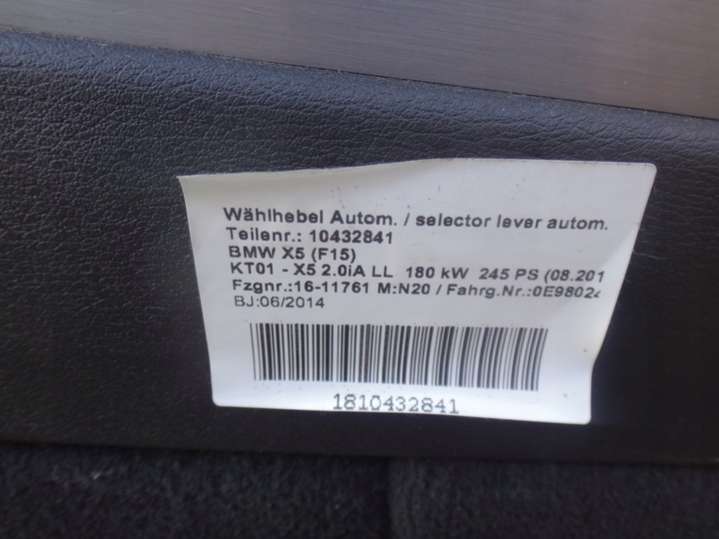 Wählhebel Autom. / selector lever autom.
Teilenr.: 10432841
BMW X5 (F15)
KT01 - X5 2.0iA LL 180 kW 245 PS (08.201
Fzgnr.:16-11761 M:N20 / Fahrg.Nr.:0E9802
BJ:06/2014
1810432841